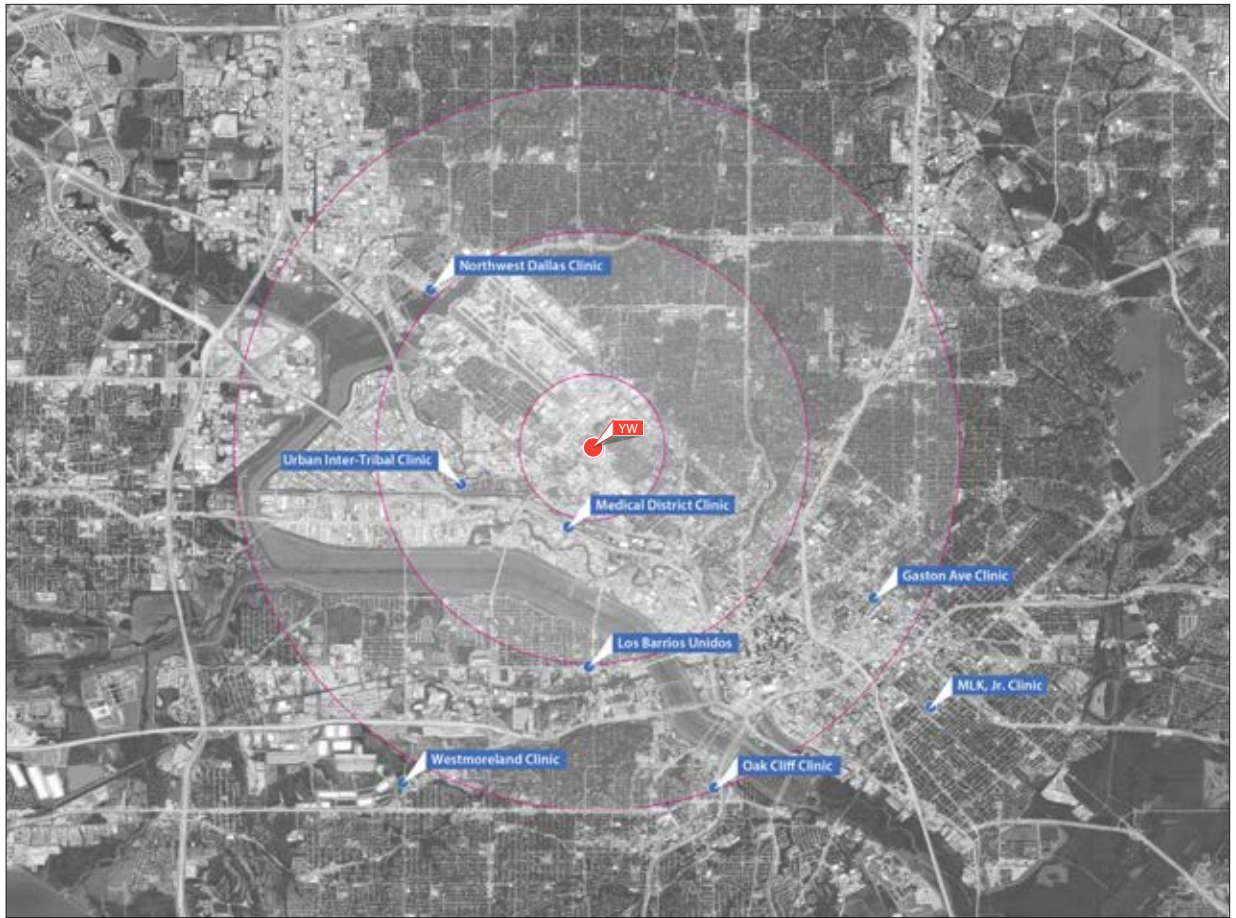 Northwest Dallas Clinic
YW
Urban Inter-Tribal Clinic
Medical District Clinic
Gaston Ave Clinic
Los Barrios Unidos
MLK, Jr. Clinic
Westmoreland Clinic
Oak Cliff Clinic